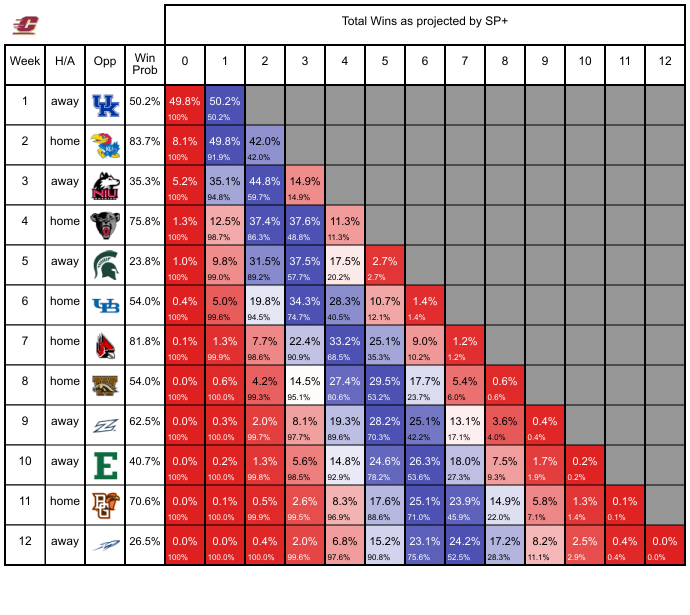 Total Wins as projected by SP+
Week H/A Opp Win Prob 0 1 2 3 4 5 6 7 8 9 10 11 12
1 away UK 50.2% 49.8% 50.2%
100% 50.2%
2 home KU 83.7% 8.1% 49.8% 42.0%
100% 91.9% 42.0%
3 away NIU 35.3% 5.2% 35.1% 44.8% 14.9%
100% 94.8% 59.7% 14.9%
4 home 75.8% 1.3% 12.5% 37.4% 37.6% 11.3%
100% 98.7% 86.3% 48.8% 11.3%
5 away 23.8% 1.0% 9.8% 31.5% 37.5% 17.5% 2.7%
100% 99.0% 89.2% 57.7% 20.2% 2.7%
6 home UB 54.0% 0.4% 5.0% 19.8% 34.3% 28.3% 10.7% 1.4%
100% 99.6% 94.5% 74.7% 40.5% 12.1% 1.4%
7 home 81.8% 0.1% 1.3% 7.7% 22.4% 33.2% 25.1% 9.0% 1.2%
100% 99.9% 98.6% 90.9% 68.5% 35.3% 10.2% 1.2%
8 home 54.0% 0.0% 0.6% 4.2% 14.5% 27.4% 29.5% 17.7% 5.4% 0.6%
100% 100.0% 99.3% 95.1% 80.6% 53.2% 23.7% 6.0% 0.6%
9 away 62.5% 0.0% 0.3% 2.0% 8.1% 19.3% 28.2% 25.1% 13.1% 3.6% 0.4%
100% 100.0% 99.7% 97.7% 89.6% 70.3% 42.2% 17.1% 4.0% 0.4%
10 away E 40.7% 0.0% 0.2% 1.3% 5.6% 14.8% 24.6% 26.3% 18.0% 7.5% 1.7% 0.2%
100% 100.0% 99.8% 98.5% 92.9% 78.2% 53.6% 27.3% 9.3% 1.9% 0.2%
11 home BG 70.6% 0.0% 0.1% 0.5% 2.6% 8.3% 17.6% 25.1% 23.9% 14.9% 5.8% 1.3% 0.1%
100% 100.0% 99.9% 99.5% 96.9% 88.6% 71.0% 45.9% 22.0% 7.1% 1.4% 0.1%
12 away 26.5% 0.0% 0.0% 0.4% 2.0% 6.8% 15.2% 23.1% 24.2% 17.2% 8.2% 2.5% 0.4% 0.0%
100% 100.0% 100.0% 99.6% 97.6% 90.8% 75.6% 52.5% 28.3% 11.1% 2.9% 0.4% 0.0%